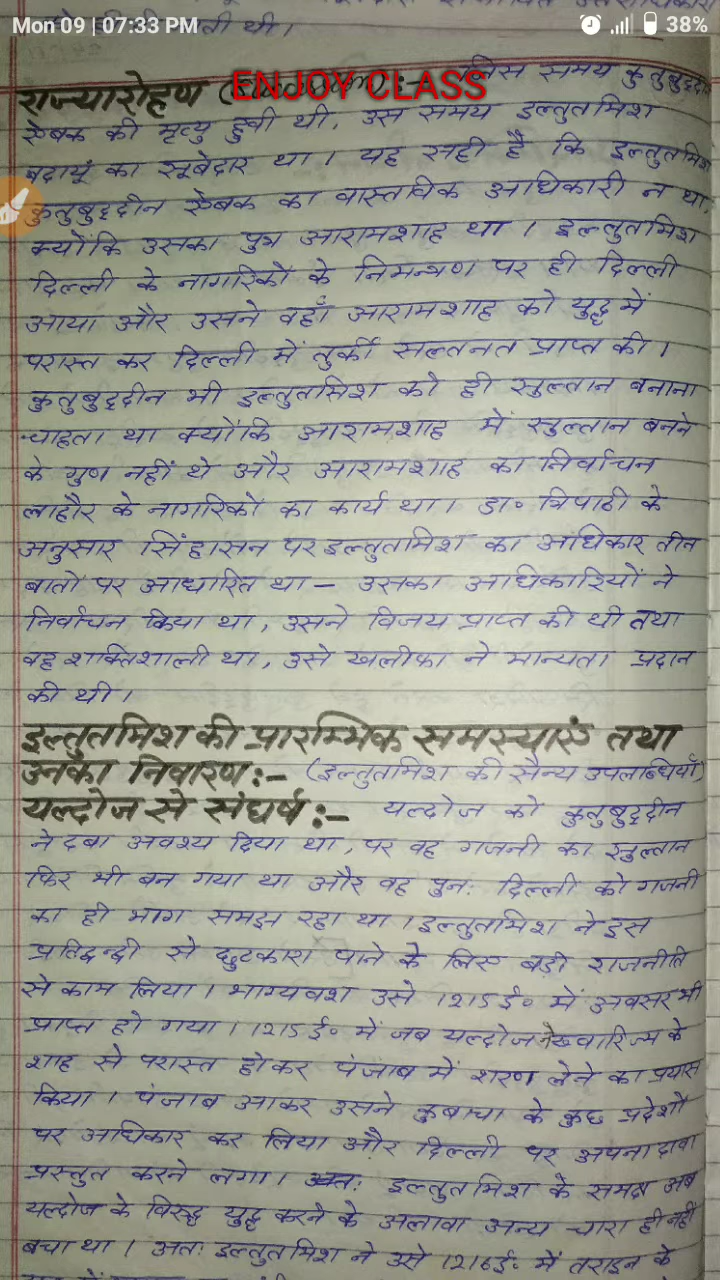 Mon 09 | 07:33 PM 38%
थी।
राज्यारोहण ENJOY CLASS :- जिस समय कुतुबुद्दीन
ऐबक की मृत्यु हुयी थी, उस समय इल्तुतमिश
बदायूं का सूबेदार था। यह सही है कि इल्तुतमिश
कुतुबुद्दीन ऐबक का वास्तविक अधिकारी न था,
क्योंकि उसका पुत्र आरामशाह था। इल्तुतमिश
दिल्ली के नागरिकों के निमन्त्रण पर ही दिल्ली
आया और उसने वहाँ आरामशाह को युद्ध में
परास्त कर दिल्ली में तुर्की सल्तनत प्राप्त की।
कुतुबुद्दीन भी इल्तुतमिश को ही सुल्तान बनाना
चाहता था क्योंकि आरामशाह में सुल्तान बनने
के गुण नहीं थे और आरामशाह का निर्वाचन
लाहौर के नागरिकों का कार्य था। डा० त्रिपाठी के
अनुसार सिंहासन पर इल्तुतमिश का अधिकार तीन
बातों पर आधारित था – उसका अधिकारियों ने
निर्वाचन किया था, उसने विजय प्राप्त की थी तथा
वह शक्तिशाली था, उसे खलीफा ने मान्यता प्रदान
की थी।
इल्तुतमिश की प्रारम्भिक समस्याएं तथा
उनका निवारण :- (इल्तुतमिश की सैन्य उपलब्धियाँ)
यल्दोज से संघर्ष :- यल्दोज को कुतुबुद्दीन
ने दबा अवश्य दिया था, पर वह गजनी का सुल्तान
फिर भी बन गया था और वह पुन: दिल्ली को गजनी
का ही भाग समझ रहा था। इल्तुतमिश ने इस
प्रतिद्वन्दी से छुटकारा पाने के लिए बड़ी राजनीति
से काम लिया। भाग्यवश उसे 1215 ई० में अवसर भी
प्राप्त हो गया। 1215 ई० में जब यल्दोज ने ख्वारिज्म के
शाह से परास्त होकर पंजाब में शरण लेने का प्रयास
किया। पंजाब आकर उसने कुबाचा के कुछ प्रदेशों
पर अधिकार कर लिया और दिल्ली पर अपना दावा
प्रस्तुत करने लगा। अत: इल्तुतमिश के समक्ष अब
यल्दोज के विरुद्ध युद्ध करने के अलावा अन्य चारा ही नहीं
बचा था। अत: इल्तुतमिश ने उसे 1216 ई० में तराइन के